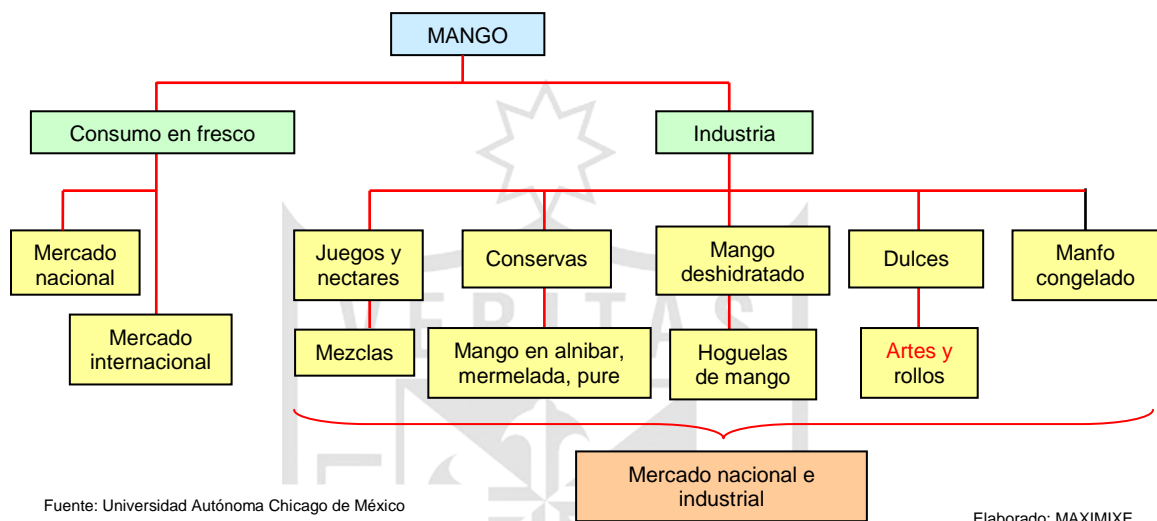 MANGO
Consumo en fresco
Industria
Mercado
nacional
Mercado
internacional
Juegos y
nectares
Conservas
Mango
deshidratado
Dulces
Manfo
congelado
Mezclas
Mango en alnibar,
mermelada, pure
Hoguelas
de mango
Artes y
rollos
VERITAS
Mercado nacional e
industrial
Fuente: Universidad Autónoma Chicago de México
Elaborado: MAXIMIXE